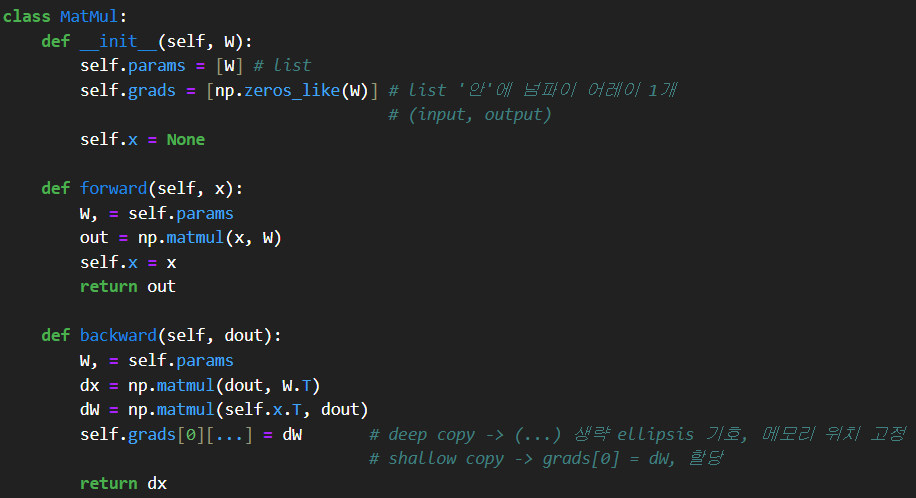 class MatMul:
    def __init__(self, W):
        self.params = [W] # list
        self.grads = [np.zeros_like(W)] # list '안'에 넘파이 어레이 1개
                                        # (input, output)
        self.x = None
    def forward(self, x):
        W, = self.params
        out = np.matmul(x, W)
        self.x = x
        return out
    def backward(self, dout):
        W, = self.params
        dx = np.matmul(dout, W.T)
        dW = np.matmul(self.x.T, dout)
        self.grads[0][...] = dW       # deep copy -> (...) 생략 ellipsis 기호, 메모리 위치 고정
                                      # shallow copy -> grads[0] = dW, 할당
        return dx